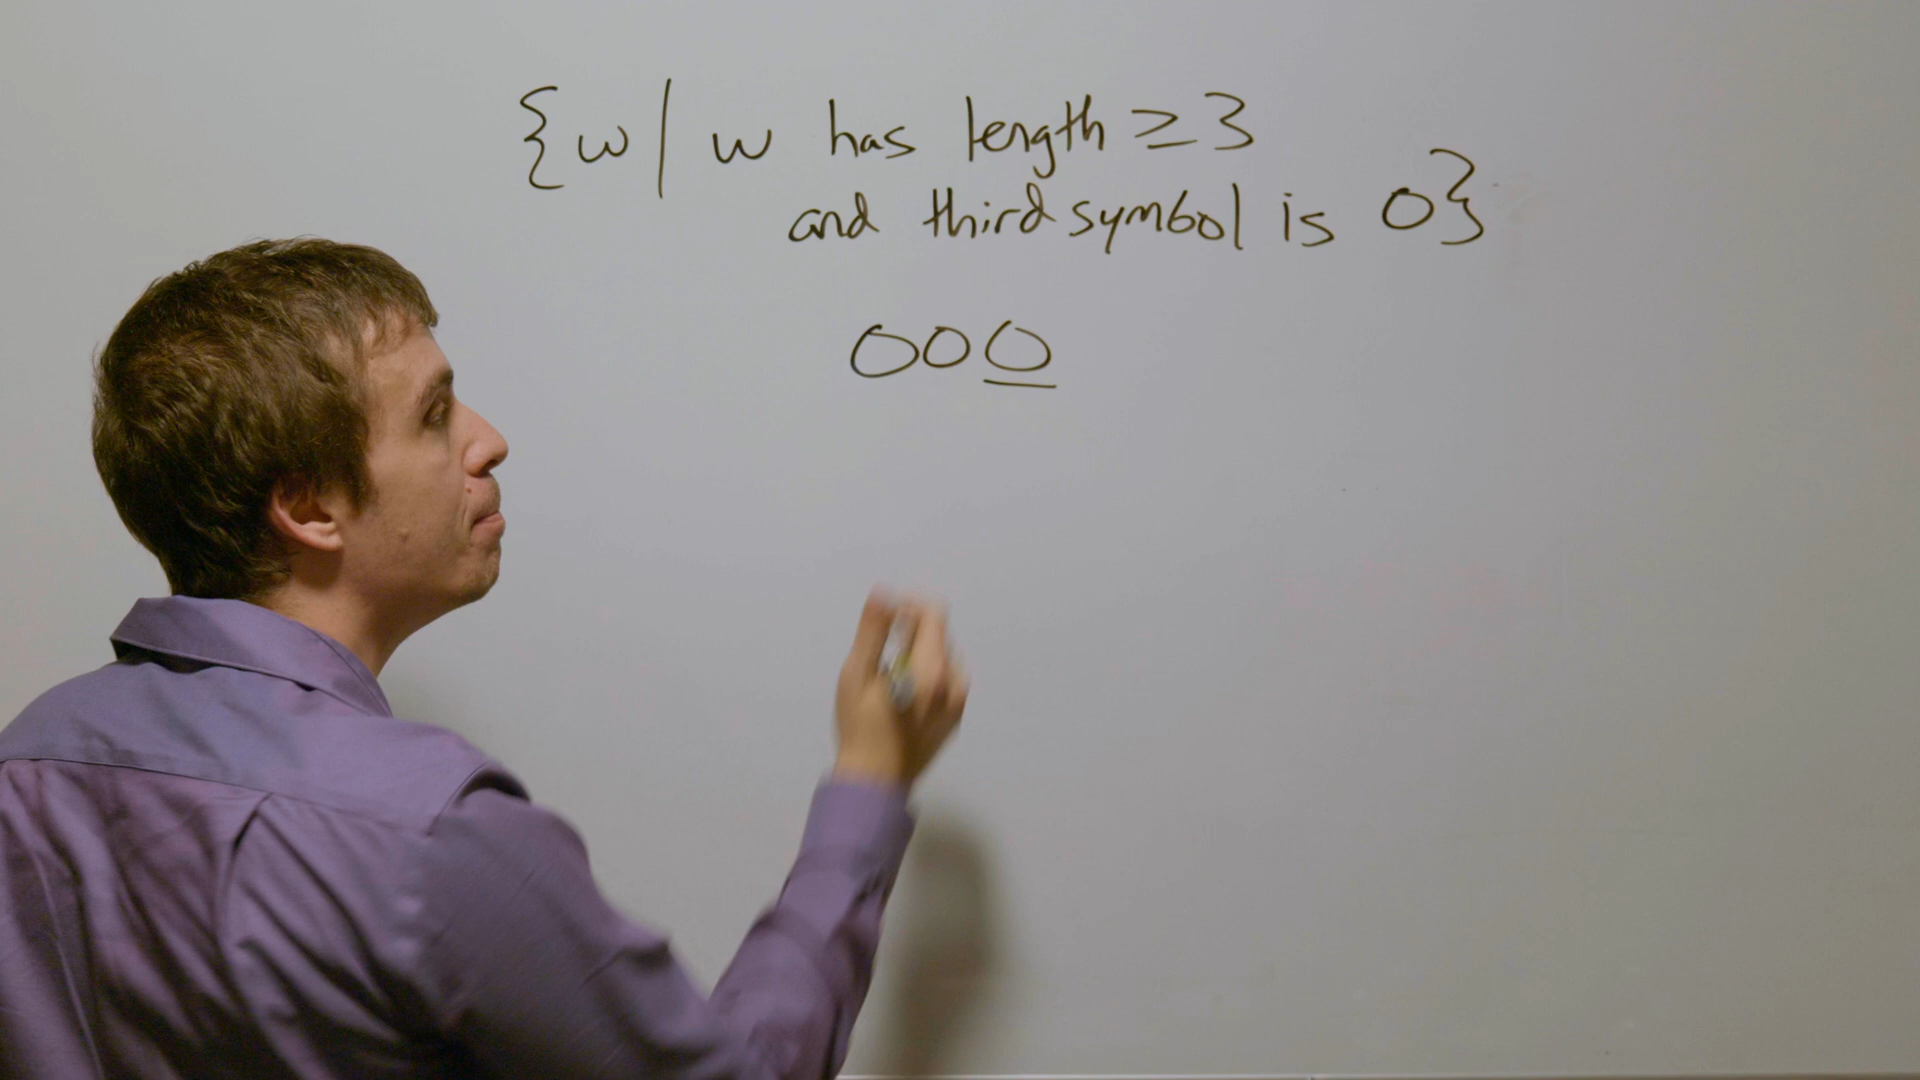 {w | w has length ≥ 3
and third symbol is 0}
000